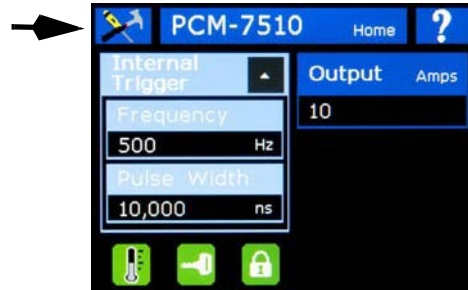 PCM-7510 Home ?
Internal
Trigger
Frequency
500 Hz
Pulse Width
10,000 ns
Output Amps
10